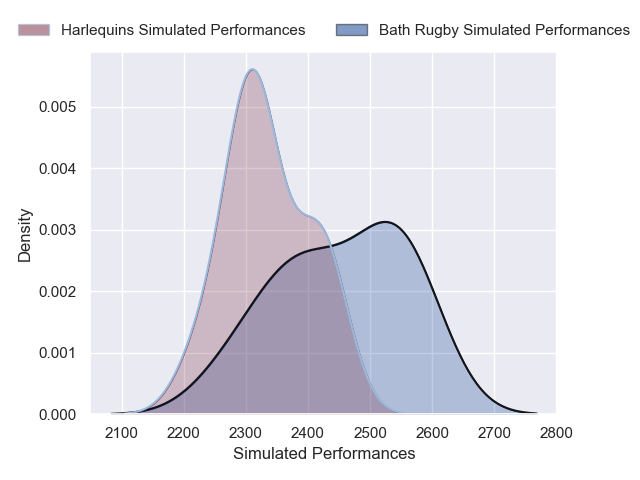 Harlequins Simulated Performances   Bath Rugby Simulated Performances
0.005
0.004
0.003
0.002
0.001
0.000
Density
2100 2200 2300 2400 2500 2600 2700 2800
Simulated Performances